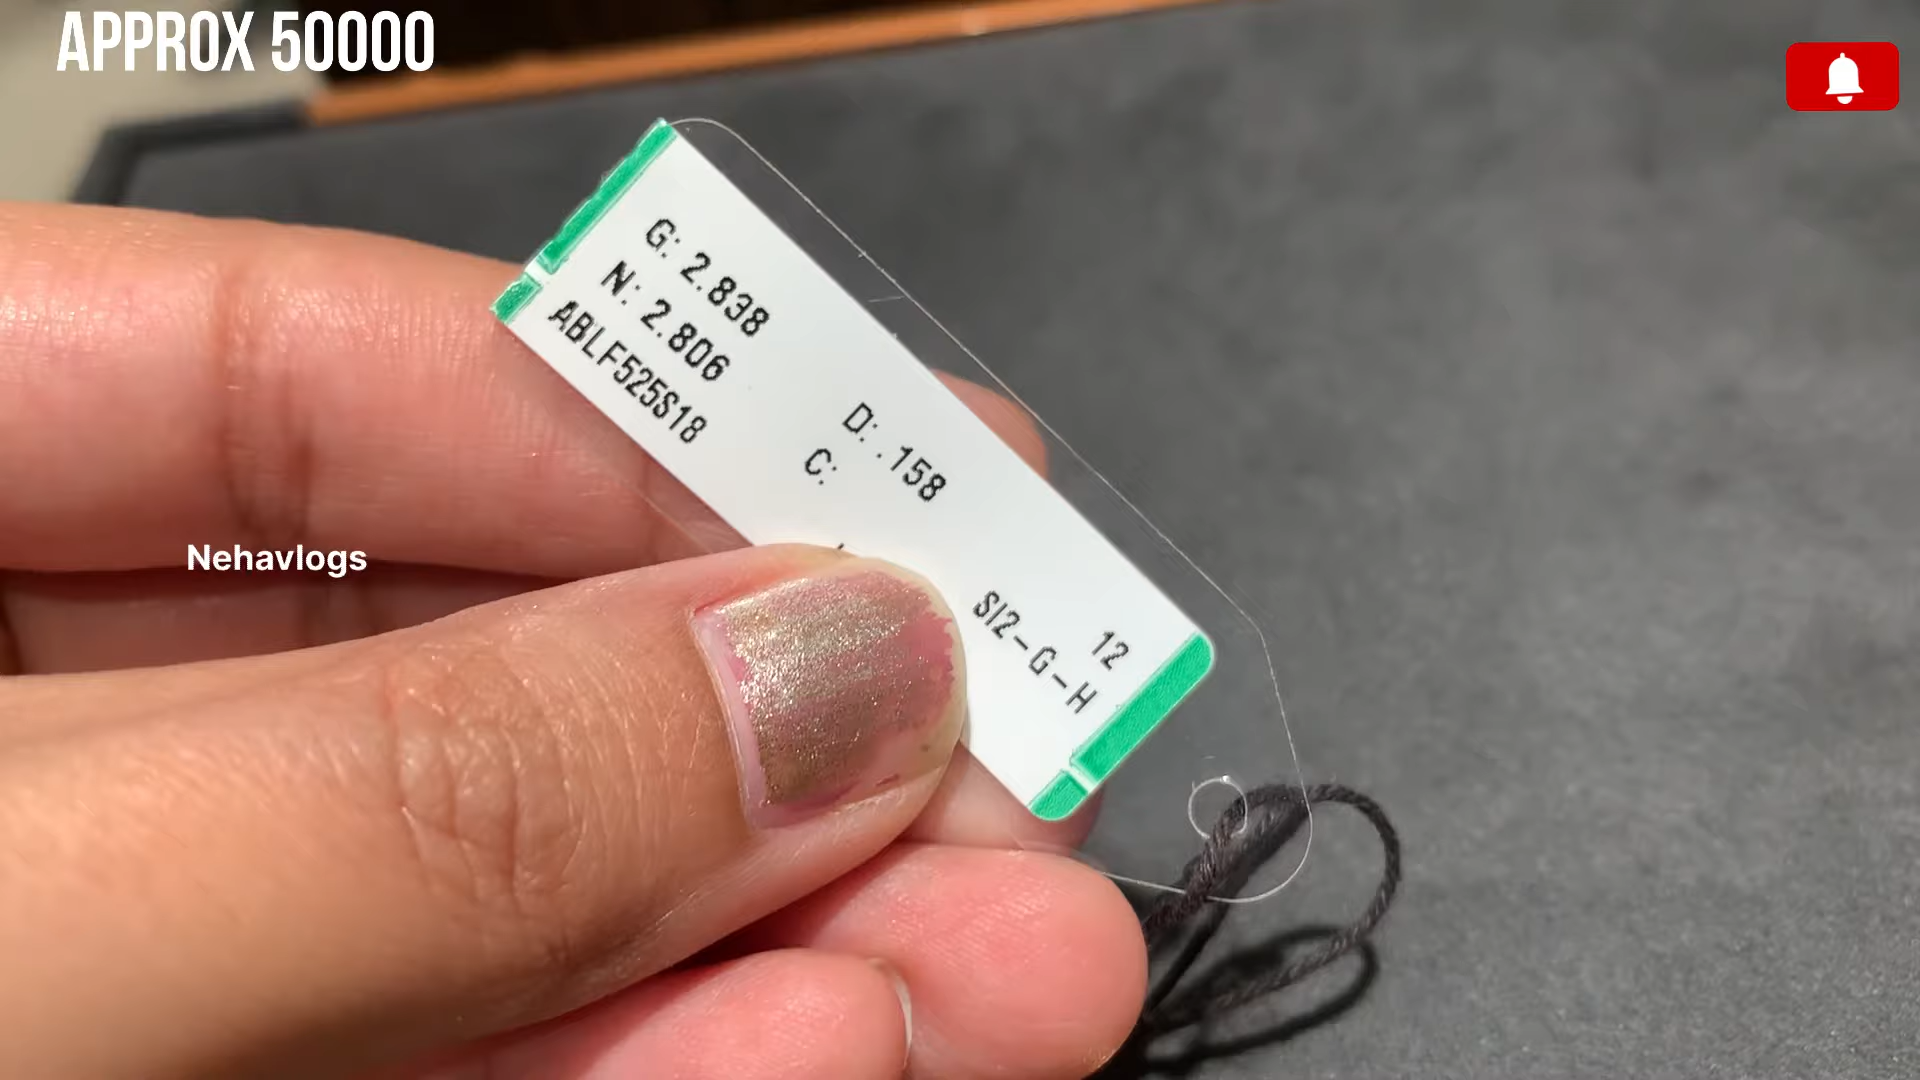 APPROX 50000
G: 2.838
N: 2.806
ABLF525S18
D: .158
C:
12
SI2-G-H
Nehavlogs